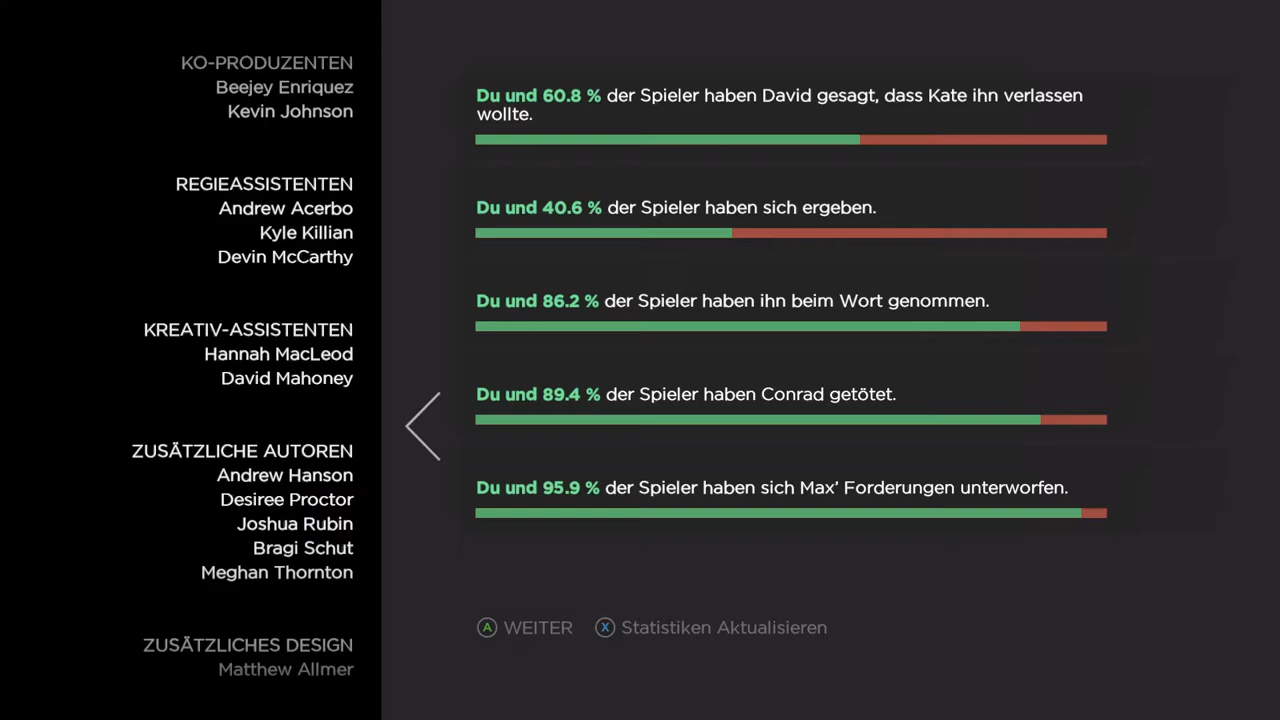 KO-PRODUZENTEN
Beejey Enriquez
Kevin Johnson
REGIEASSISTENTEN
Andrew Acerbo
Kyle Killian
Devin McCarthy
KREATIV-ASSISTENTEN
Hannah MacLeod
David Mahoney
ZUSÄTZLICHE AUTOREN
Andrew Hanson
Desiree Proctor
Joshua Rubin
Bragi Schut
Meghan Thornton
ZUSÄTZLICHES DESIGN
Matthew Allmer
Du und 60.8 % der Spieler haben David gesagt, dass Kate ihn verlassen
wollte.
Du und 40.6 % der Spieler haben sich ergeben.
Du und 86.2 % der Spieler haben ihn beim Wort genommen.
Du und 89.4 % der Spieler haben Conrad getötet.
Du und 95.9 % der Spieler haben sich Max’ Forderungen unterworfen.
A WEITER X Statistiken Aktualisieren